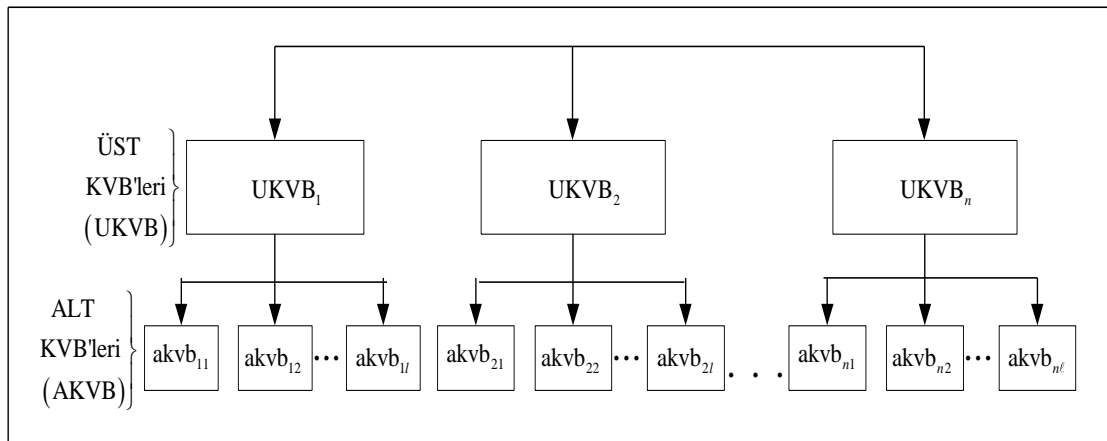 ÜST
KVB'leri
(UKVB)
UKVB₁ UKVB₂ UKVBₙ
ALT
KVB'leri
(AKVB)
akvb₁₁ akvb₁₂ ... akvb₁l akvb₂₁ akvb₂₂ ... akvb₂l . . . akvbₙ₁ akvbₙ₂ ... akvbₙℓ